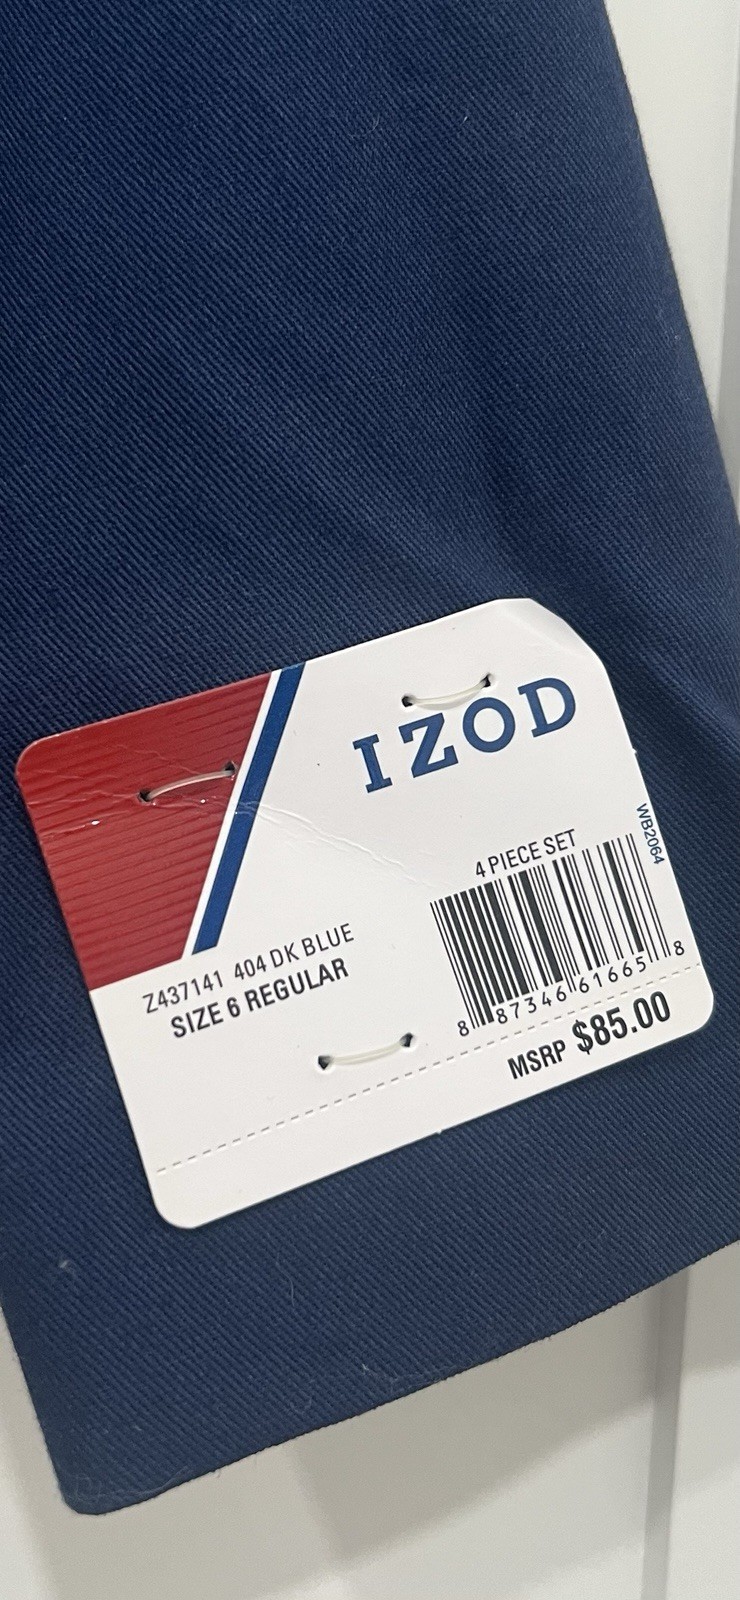 IZOD
WB2064
4 PIECE SET
8 87346 61665 8
Z437141 404 DK BLUE
SIZE 6 REGULAR
MSRP $85.00